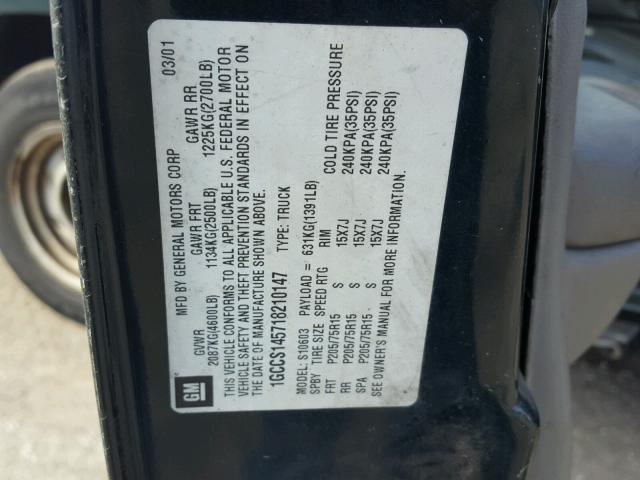 MFD BY GENERAL MOTORS CORP 03/01
GVWR GAWR FRT GAWR RR
2087KG(4600LB) 1134KG(2500LB) 1225KG(2700LB)
THIS VEHICLE CONFORMS TO ALL APPLICABLE U.S. FEDERAL MOTOR
VEHICLE SAFETY AND THEFT PREVENTION STANDARDS IN EFFECT ON
THE DATE OF MANUFACTURE SHOWN ABOVE.
1GCCS145718210147 TYPE: TRUCK
GM
MODEL: S10603 PAYLOAD = 631KG(1391LB)
SPBY TIRE SIZE SPEED RTG RIM COLD TIRE PRESSURE
FRT P205/75R15 S 15X7J 240KPA(35PSI)
RR P205/75R15 S 15X7J 240KPA(35PSI)
SPA P205/75R15 S 15X7J 240KPA(35PSI)
SEE OWNER'S MANUAL FOR MORE INFORMATION.